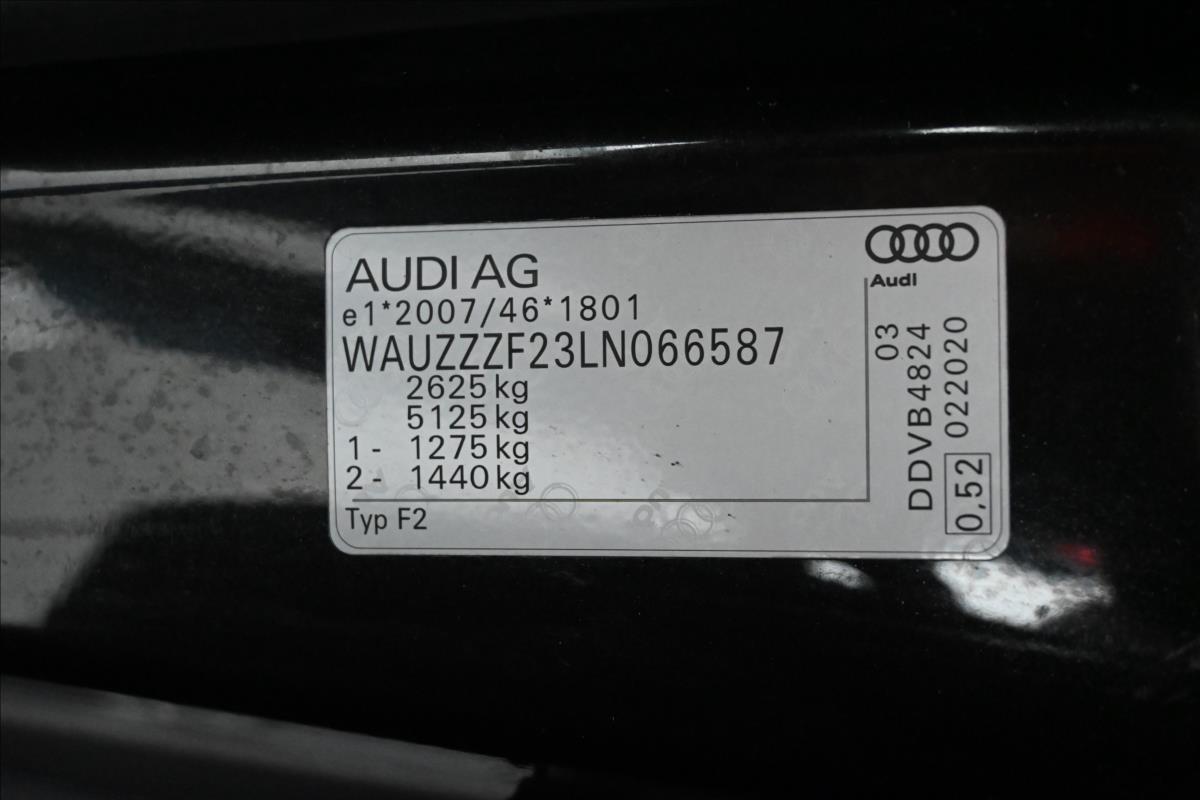 AUDI AG
e1*2007/46*1801
WAUZZZF23LN066587
2625 kg
5125 kg
1 - 1275 kg
2 - 1440 kg
Typ F2
Audi
03
DDVB4824
022020
0,52